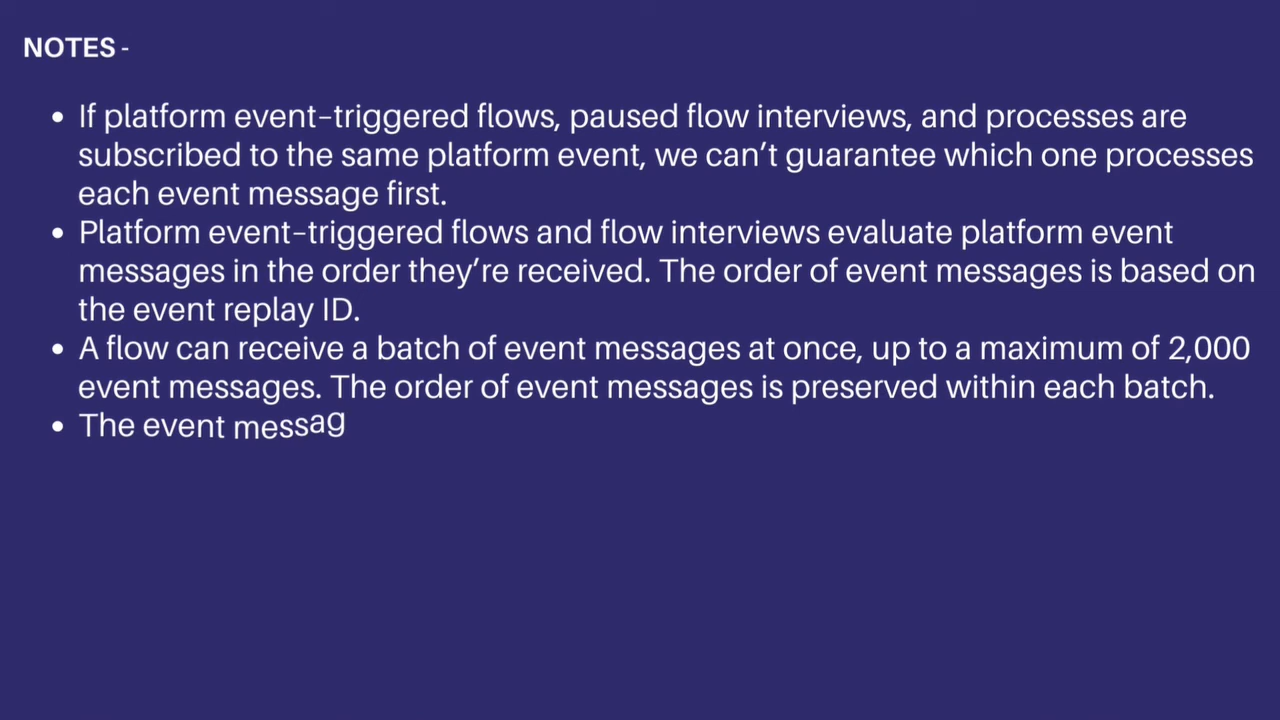 NOTES -
• If platform event–triggered flows, paused flow interviews, and processes are
subscribed to the same platform event, we can’t guarantee which one processes
each event message first.
• Platform event–triggered flows and flow interviews evaluate platform event
messages in the order they’re received. The order of event messages is based on
the event replay ID.
• A flow can receive a batch of event messages at once, up to a maximum of 2,000
event messages. The order of event messages is preserved within each batch.
• The event messag